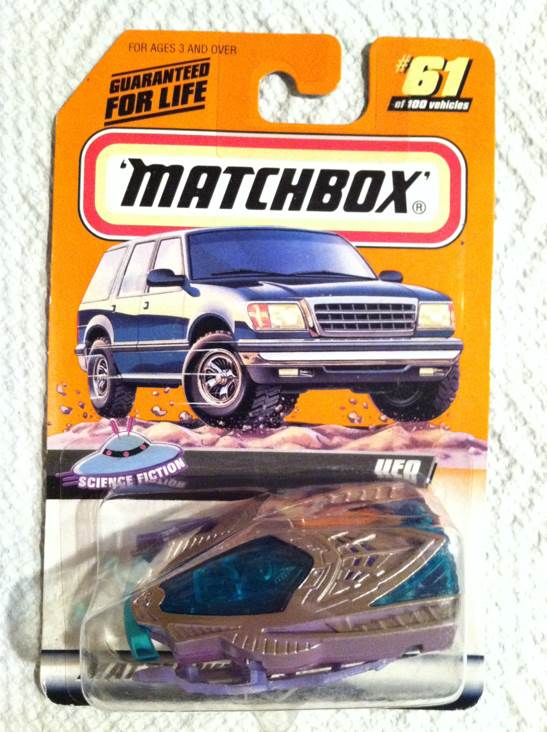 FOR AGES 3 AND OVER
GUARANTEED
FOR LIFE
#61
of 100 vehicles
'MATCHBOX'®
UFO
SCIENCE FICTION